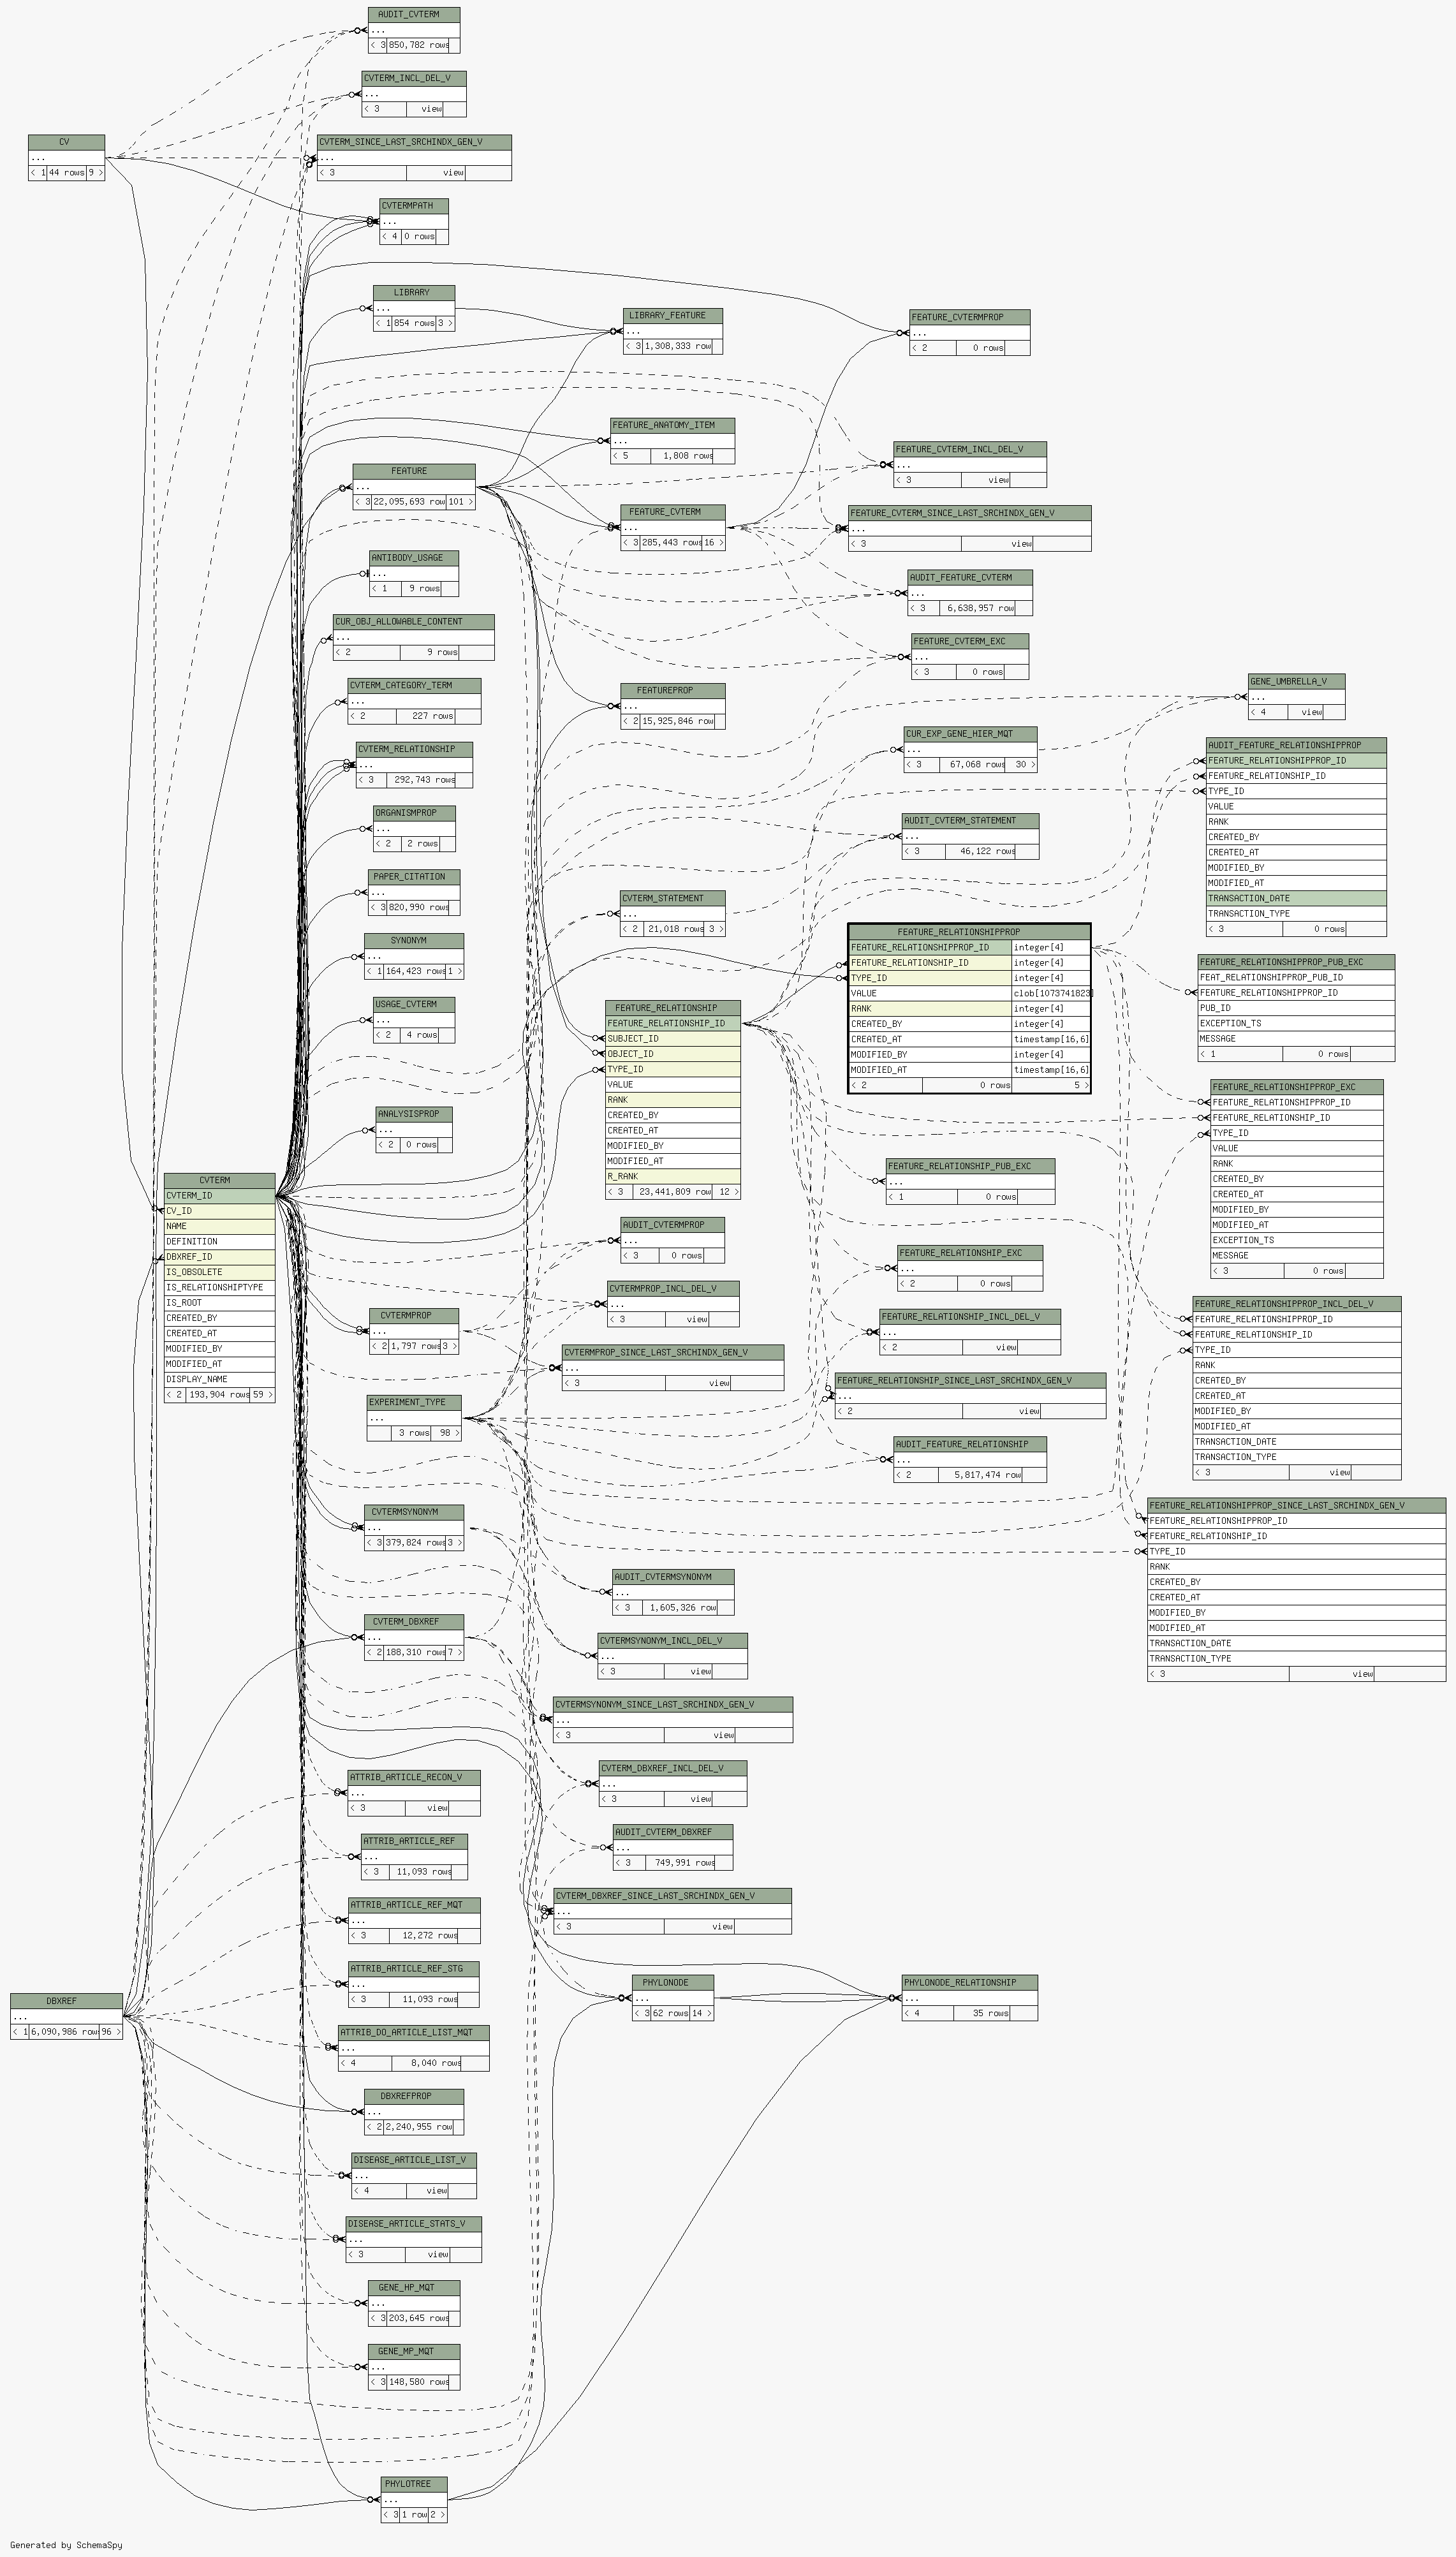 AUDIT_CVTERM
...
< 3 850,782 rows
CVTERM_INCL_DEL_V
...
< 3 view
CV
...
< 1 44 rows 9 >
CVTERM_SINCE_LAST_SRCHINDX_GEN_V
...
< 3 view
CVTERMPATH
...
< 4 0 rows
LIBRARY
...
< 1 854 rows 3 >
LIBRARY_FEATURE
...
< 3 1,308,333 row
FEATURE_CVTERMPROP
...
< 2 0 rows
FEATURE_ANATOMY_ITEM
...
< 5 1,808 rows
FEATURE_CVTERM_INCL_DEL_V
...
< 3 view
FEATURE
...
< 3 22,095,693 row 101 >
FEATURE_CVTERM
...
< 3 285,443 rows 16 >
FEATURE_CVTERM_SINCE_LAST_SRCHINDX_GEN_V
...
< 3 view
ANTIBODY_USAGE
...
< 1 9 rows
AUDIT_FEATURE_CVTERM
...
< 3 6,638,957 row
CUR_OBJ_ALLOWABLE_CONTENT
...
< 2 9 rows
FEATURE_CVTERM_EXC
...
< 3 0 rows
CVTERM_CATEGORY_TERM
...
< 2 227 rows
FEATUREPROP
...
< 2 15,925,846 row
GENE_UMBRELLA_V
...
< 4 view
CVTERM_RELATIONSHIP
...
< 3 292,743 rows
CUR_EXP_GENE_HIER_MQT
...
< 3 67,068 rows 30 >
AUDIT_FEATURE_RELATIONSHIPPROP
FEATURE_RELATIONSHIPPROP_ID
FEATURE_RELATIONSHIP_ID
TYPE_ID
VALUE
RANK
CREATED_BY
CREATED_AT
MODIFIED_BY
MODIFIED_AT
TRANSACTION_DATE
TRANSACTION_TYPE
< 3 0 rows
ORGANISMPROP
...
< 2 2 rows
AUDIT_CVTERM_STATEMENT
...
< 3 46,122 rows
PAPER_CITATION
...
< 3 820,990 rows
CVTERM_STATEMENT
...
< 2 21,018 rows 3 >
SYNONYM
...
< 1 164,423 rows 1 >
FEATURE_RELATIONSHIPPROP
FEATURE_RELATIONSHIPPROP_ID integer[4]
FEATURE_RELATIONSHIP_ID integer[4]
TYPE_ID integer[4]
VALUE clob[1073741823]
RANK integer[4]
CREATED_BY integer[4]
CREATED_AT timestamp[16,6]
MODIFIED_BY integer[4]
MODIFIED_AT timestamp[16,6]
< 2 0 rows 5 >
FEATURE_RELATIONSHIPPROP_PUB_EXC
FEAT_RELATIONSHIPPROP_PUB_ID
FEATURE_RELATIONSHIPPROP_ID
PUB_ID
EXCEPTION_TS
MESSAGE
< 1 0 rows
USAGE_CVTERM
...
< 2 4 rows
FEATURE_RELATIONSHIP
FEATURE_RELATIONSHIP_ID
SUBJECT_ID
OBJECT_ID
TYPE_ID
VALUE
RANK
CREATED_BY
CREATED_AT
MODIFIED_BY
MODIFIED_AT
R_RANK
< 3 23,441,809 row 12 >
FEATURE_RELATIONSHIPPROP_EXC
FEATURE_RELATIONSHIPPROP_ID
FEATURE_RELATIONSHIP_ID
TYPE_ID
VALUE
RANK
CREATED_BY
CREATED_AT
MODIFIED_BY
MODIFIED_AT
EXCEPTION_TS
MESSAGE
< 3 0 rows
ANALYSISPROP
...
< 2 0 rows
FEATURE_RELATIONSHIP_PUB_EXC
...
< 1 0 rows
CVTERM
CVTERM_ID
CV_ID
NAME
DEFINITION
DBXREF_ID
IS_OBSOLETE
IS_RELATIONSHIPTYPE
IS_ROOT
CREATED_BY
CREATED_AT
MODIFIED_BY
MODIFIED_AT
DISPLAY_NAME
< 2 193,904 rows 59 >
AUDIT_CVTERMPROP
...
< 3 0 rows
FEATURE_RELATIONSHIP_EXC
...
< 2 0 rows
CVTERMPROP_INCL_DEL_V
...
< 3 view
FEATURE_RELATIONSHIPPROP_INCL_DEL_V
FEATURE_RELATIONSHIPPROP_ID
FEATURE_RELATIONSHIP_ID
TYPE_ID
RANK
CREATED_BY
CREATED_AT
MODIFIED_BY
MODIFIED_AT
TRANSACTION_DATE
TRANSACTION_TYPE
< 3 view
CVTERMPROP
...
< 2 1,797 rows 3 >
FEATURE_RELATIONSHIP_INCL_DEL_V
...
< 2 view
CVTERMPROP_SINCE_LAST_SRCHINDX_GEN_V
...
< 3 view
FEATURE_RELATIONSHIP_SINCE_LAST_SRCHINDX_GEN_V
...
< 2 view
EXPERIMENT_TYPE
...
3 rows 98 >
AUDIT_FEATURE_RELATIONSHIP
...
< 2 5,817,474 row
CVTERMSYNONYM
...
< 3 379,824 rows 3 >
FEATURE_RELATIONSHIPPROP_SINCE_LAST_SRCHINDX_GEN_V
FEATURE_RELATIONSHIPPROP_ID
FEATURE_RELATIONSHIP_ID
TYPE_ID
RANK
CREATED_BY
CREATED_AT
MODIFIED_BY
MODIFIED_AT
TRANSACTION_DATE
TRANSACTION_TYPE
< 3 view
AUDIT_CVTERMSYNONYM
...
< 3 1,605,326 row
CVTERM_DBXREF
...
< 2 188,310 rows 7 >
CVTERMSYNONYM_INCL_DEL_V
...
< 3 view
CVTERMSYNONYM_SINCE_LAST_SRCHINDX_GEN_V
...
< 3 view
CVTERM_DBXREF_INCL_DEL_V
...
< 3 view
ATTRIB_ARTICLE_RECON_V
...
< 3 view
AUDIT_CVTERM_DBXREF
...
< 3 749,991 rows
ATTRIB_ARTICLE_REF
...
< 3 11,093 rows
CVTERM_DBXREF_SINCE_LAST_SRCHINDX_GEN_V
...
< 3 view
ATTRIB_ARTICLE_REF_MQT
...
< 3 12,272 rows
ATTRIB_ARTICLE_REF_STG
...
< 3 11,093 rows
PHYLONODE
...
< 3 62 rows 14 >
PHYLONODE_RELATIONSHIP
...
< 4 35 rows
DBXREF
...
< 1 6,090,986 row 96 >
ATTRIB_DO_ARTICLE_LIST_MQT
...
< 4 8,040 rows
DBXREFPROP
...
< 2 2,240,955 row
DISEASE_ARTICLE_LIST_V
...
< 4 view
DISEASE_ARTICLE_STATS_V
...
< 3 view
GENE_HP_MQT
...
< 3 203,645 rows
GENE_MP_MQT
...
< 3 148,580 rows
PHYLOTREE
...
< 3 1 row 2 >
Generated by SchemaSpy